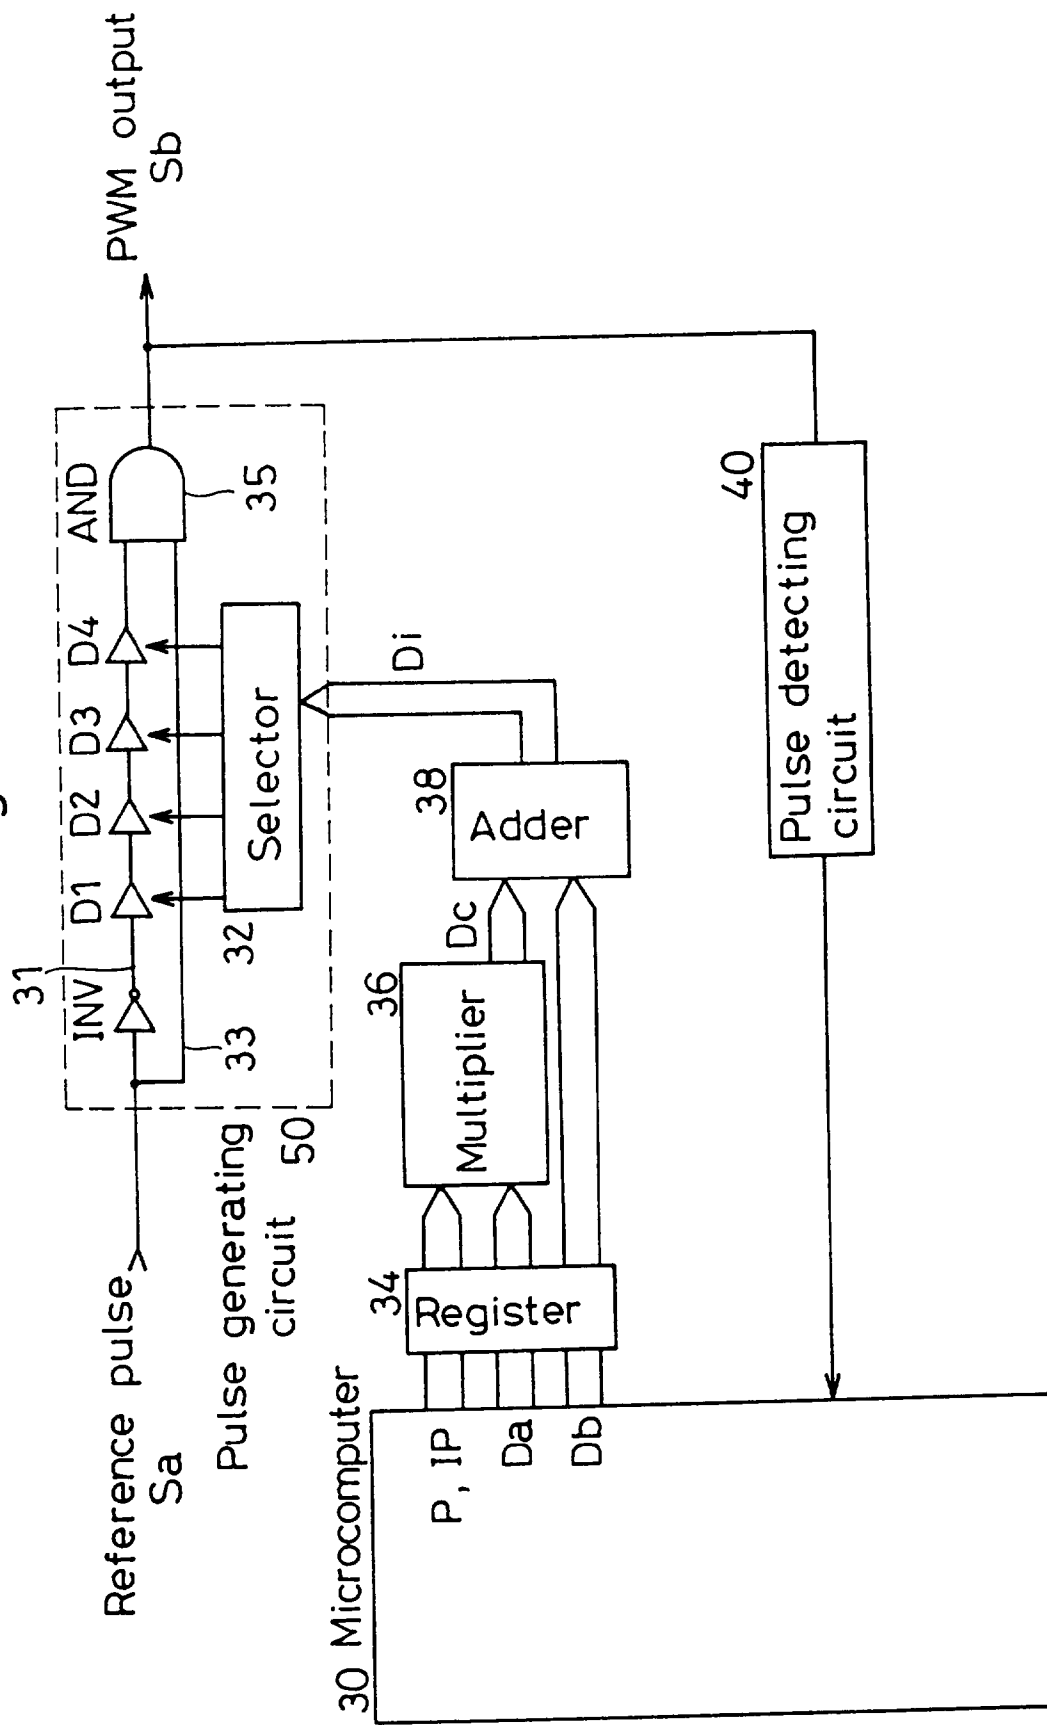 PWM output
Sb
Reference pulse
Sa
31
INV
D1
D2
D3
D4
AND
33
32
Selector
35
Pulse generating
circuit
50
Di
30 Microcomputer
P, IP
Da
Db
34
Register
36
Multiplier
Dc
38
Adder
40
Pulse detecting
circuit